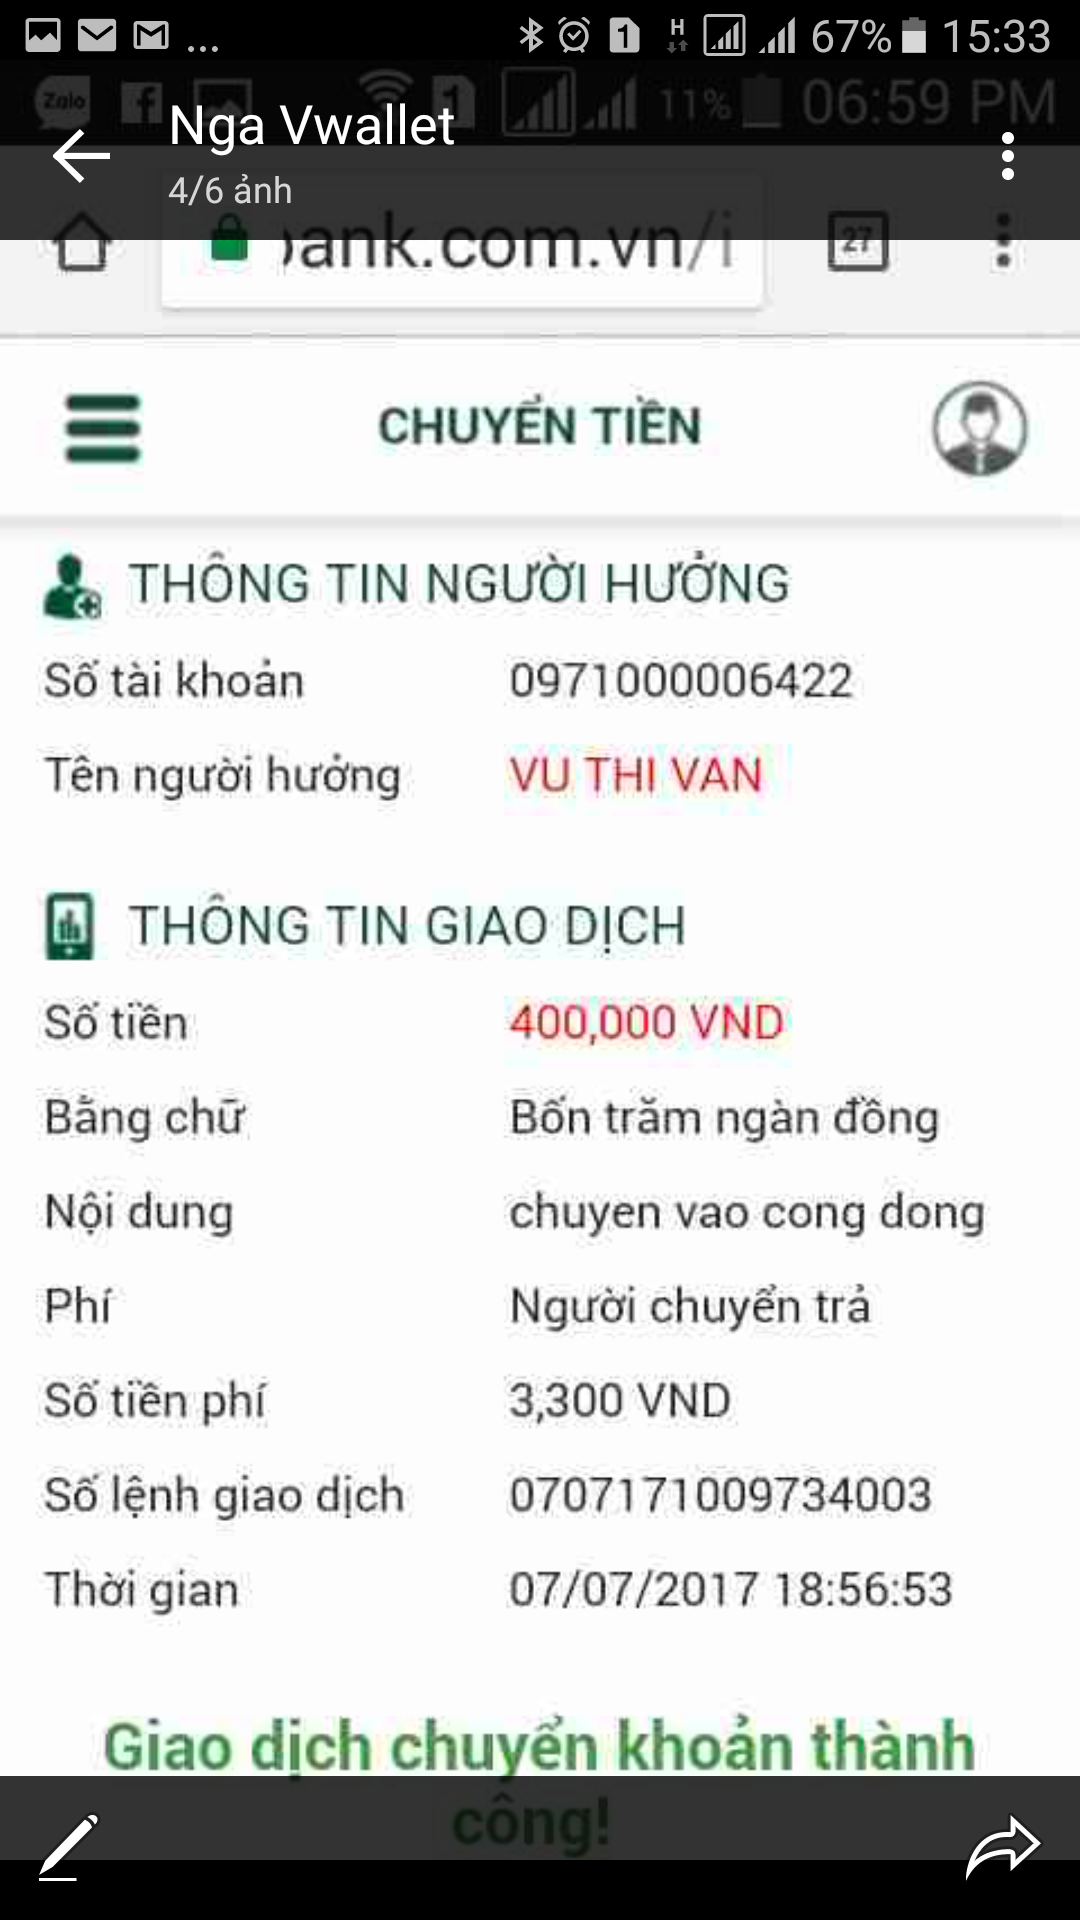 67% 15:33
Zalo 11% 06:59 PM
Nga Vwallet
4/6 ảnh
ank.com.vn/i 27
CHUYỂN TIỀN
THÔNG TIN NGƯỜI HƯỞNG
Số tài khoản 0971000006422
Tên người hưởng VU THI VAN
THÔNG TIN GIAO DỊCH
Số tiền 400,000 VND
Bằng chữ Bốn trăm ngàn đồng
Nội dung chuyen vao cong dong
Phí Người chuyển trả
Số tiền phí 3,300 VND
Số lệnh giao dịch 0707171009734003
Thời gian 07/07/2017 18:56:53
Giao dịch chuyển khoản thành
công!